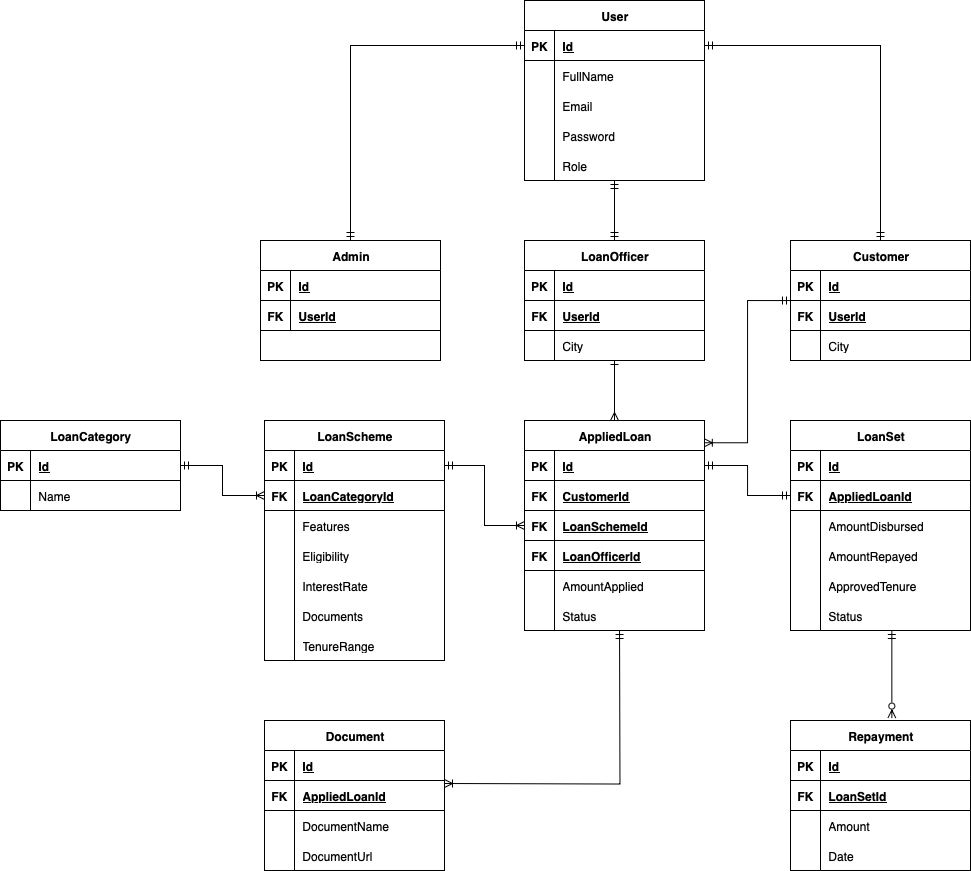 User
PK Id
FullName
Email
Password
Role
Admin
PK Id
FK UserId
LoanOfficer
PK Id
FK UserId
City
Customer
PK Id
FK UserId
City
LoanCategory
PK Id
Name
LoanScheme
PK Id
FK LoanCategoryId
Features
Eligibility
InterestRate
Documents
TenureRange
AppliedLoan
PK Id
FK CustomerId
FK LoanSchemeId
FK LoanOfficerId
AmountApplied
Status
LoanSet
PK Id
FK AppliedLoanId
AmountDisbursed
AmountRepayed
ApprovedTenure
Status
Document
PK Id
FK AppliedLoanId
DocumentName
DocumentUrl
Repayment
PK Id
FK LoanSetId
Amount
Date